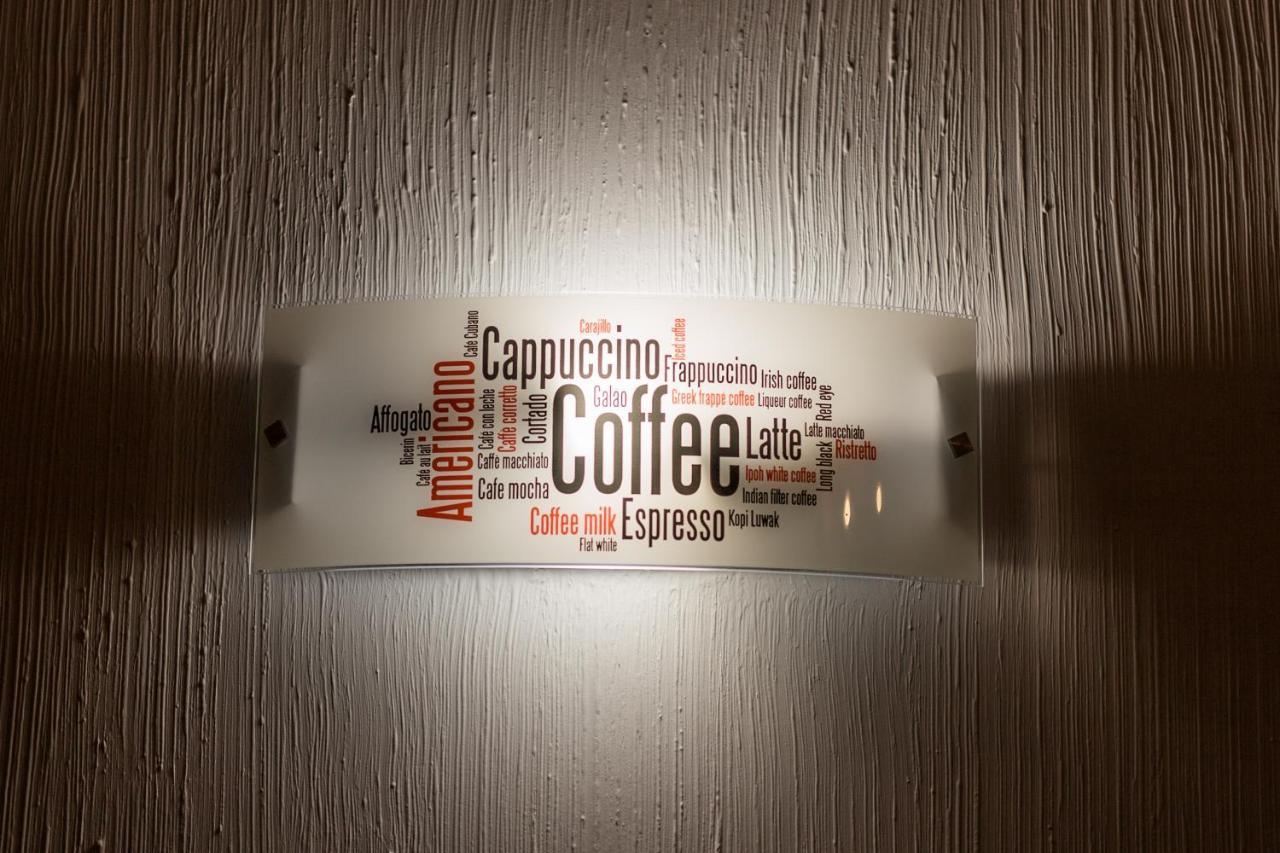 Café Cubano
Carajillo
Iced coffee
Cappuccino
Frappuccino
Irish coffee
Americano
Café con leche
Caffè corretto
Cortado
Galao
Greek frappé coffee
Liqueur coffee
Red eye
Affogato
Coffee
Latte
Latte macchiato
Bicerin
Café au lait
Caffè macchiato
Long black
Ristretto
Ipoh white coffee
Cafe mocha
Indian filter coffee
Coffee milk
Espresso
Kopi Luwak
Flat white